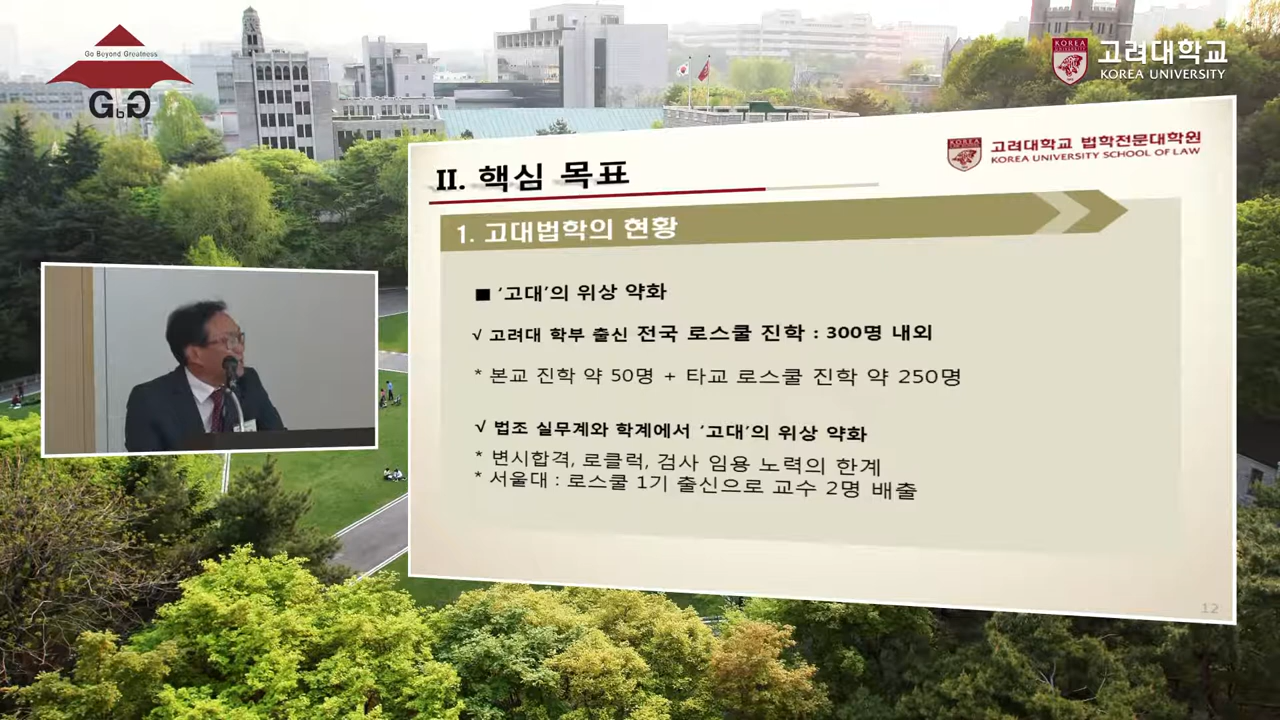 Go Beyond Greatness
GbG
고려대학교
KOREA UNIVERSITY
KOREA UNIVERSITY
고려대학교 법학전문대학원
KOREA UNIVERSITY SCHOOL OF LAW
II. 핵심 목표
1. 고대법학의 현황
■ '고대'의 위상 약화
√ 고려대 학부 출신 전국 로스쿨 진학 : 300명 내외
* 본교 진학 약 50명 + 타교 로스쿨 진학 약 250명
√ 법조 실무계와 학계에서 '고대'의 위상 약화
* 변시합격, 로클럭, 검사 임용 노력의 한계
* 서울대 : 로스쿨 1기 출신으로 교수 2명 배출
12